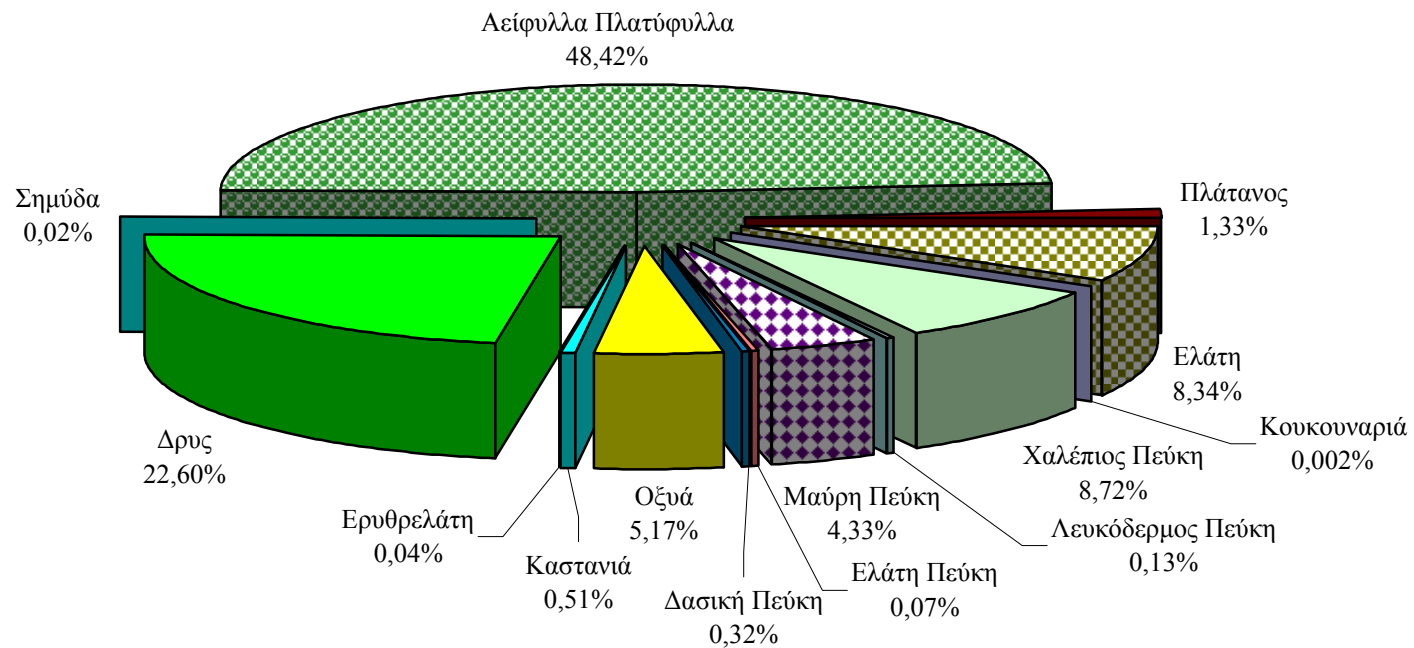 Αείφυλλα Πλατύφυλλα
48,42%
Σημύδα
0,02%
Πλάτανος
1,33%
Ελάτη
8,34%
Κουκουναριά
0,002%
Χαλέπιος Πεύκη
8,72%
Δρυς
22,60%
Οξυά
5,17%
Μαύρη Πεύκη
4,33%
Λευκόδερμος Πεύκη
0,13%
Ερυθρελάτη
0,04%
Καστανιά
0,51%
Δασική Πεύκη
0,32%
Ελάτη Πεύκη
0,07%